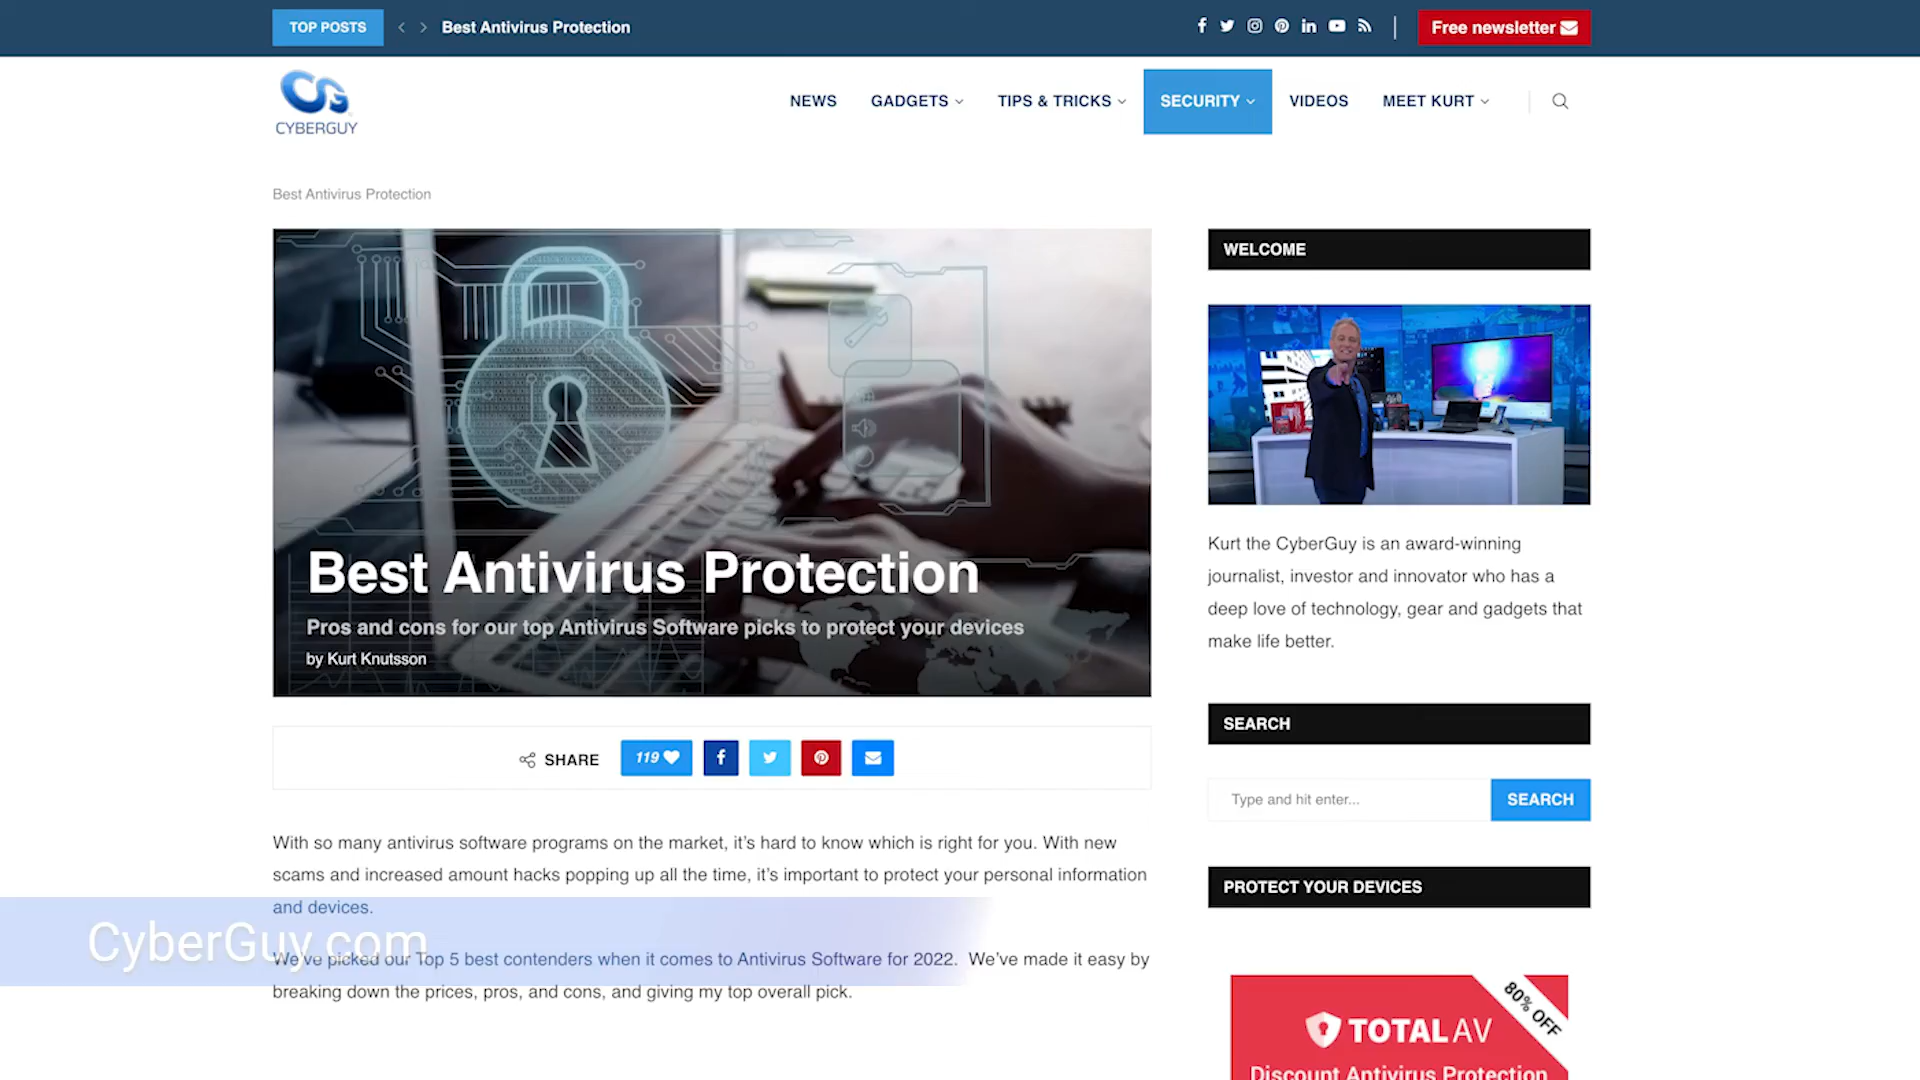 TOP POSTS
Best Antivirus Protection
Free newsletter
CG
CYBERGUY
NEWS
GADGETS
TIPS & TRICKS
SECURITY
VIDEOS
MEET KURT
Best Antivirus Protection
Best Antivirus Protection
Pros and cons for our top Antivirus Software picks to protect your devices
by Kurt Knutsson
SHARE
119
With so many antivirus software programs on the market, it's hard to know which is right for you. With new
scams and increased amount hacks popping up all the time, it's important to protect your personal information
and devices.
We've picked our Top 5 best contenders when it comes to Antivirus Software for 2022. We've made it easy by
breaking down the prices, pros, and cons, and giving my top overall pick.
CyberGuy.com
WELCOME
Kurt the CyberGuy is an award-winning
journalist, investor and innovator who has a
deep love of technology, gear and gadgets that
make life better.
SEARCH
Type and hit enter...
SEARCH
PROTECT YOUR DEVICES
80% OFF
TOTAL AV
Discount Antivirus Protection